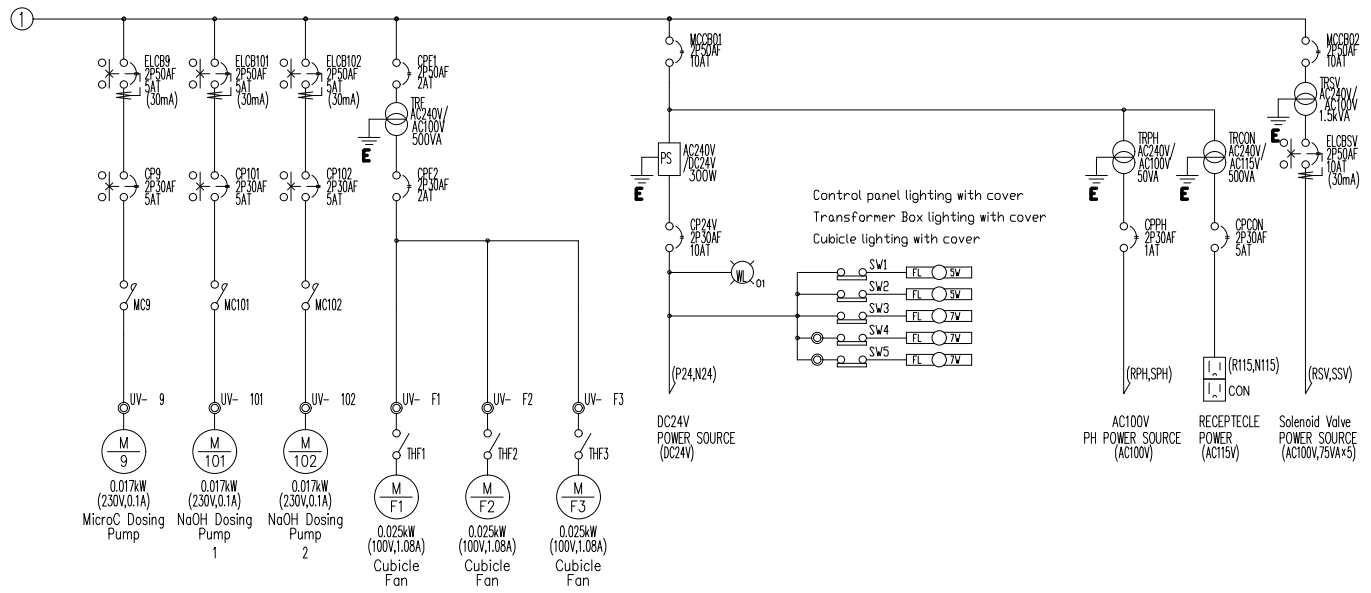 1
ELCB9
2P50AF
5AT
(30mA)
ELCB101
2P50AF
5AT
(30mA)
ELCB102
2P50AF
5AT
(30mA)
CPE1
2P50AF
2AT
TRF
AC240V/
AC100V
500VA
E
CP9
2P30AF
5AT
CP101
2P30AF
5AT
CP102
2P30AF
5AT
CPE2
2P30AF
2AT
MC9
MC101
MC102
UV- 9
UV- 101
UV- 102
UV- F1
UV- F2
UV- F3
THF1
THF2
THF3
M
9
M
101
M
102
M
F1
M
F2
M
F3
0.017kW
(230V,0.1A)
MicroC Dosing
Pump
0.017kW
(230V,0.1A)
NaOH Dosing
Pump
1
0.017kW
(230V,0.1A)
NaOH Dosing
Pump
2
0.025kW
(100V,1.08A)
Cubicle
Fan
0.025kW
(100V,1.08A)
Cubicle
Fan
0.025kW
(100V,1.08A)
Cubicle
Fan
MCCB01
2P50AF
10AT
PS
AC240V
/DC24V
300W
E
CP24V
2P30AF
10AT
WL
01
Control panel lighting with cover
Transformer Box lighting with cover
Cubicle lighting with cover
SW1
FL 5W
SW2
FL 5W
SW3
FL 7W
SW4
FL 7W
SW5
FL 7W
(P24,N24)
DC24V
POWER SOURCE
(DC24V)
TRPH
AC240V/
AC100V
50VA
E
CPPH
2P30AF
1AT
(RPH,SPH)
AC100V
PH POWER SOURCE
(AC100V)
TRCON
AC240V/
AC115V
500VA
E
CPCON
2P30AF
5AT
(R115,N115)
CON
RECEPTECLE
POWER
(AC115V)
MCCB02
2P50AF
10AT
TRSV
AC240V/
AC100V
1.5kVA
E
ELCBSV
2P50AF
10AT
(30mA)
(RSV,SSV)
Solenoid Valve
POWER SOURCE
(AC100V,75VA×5)